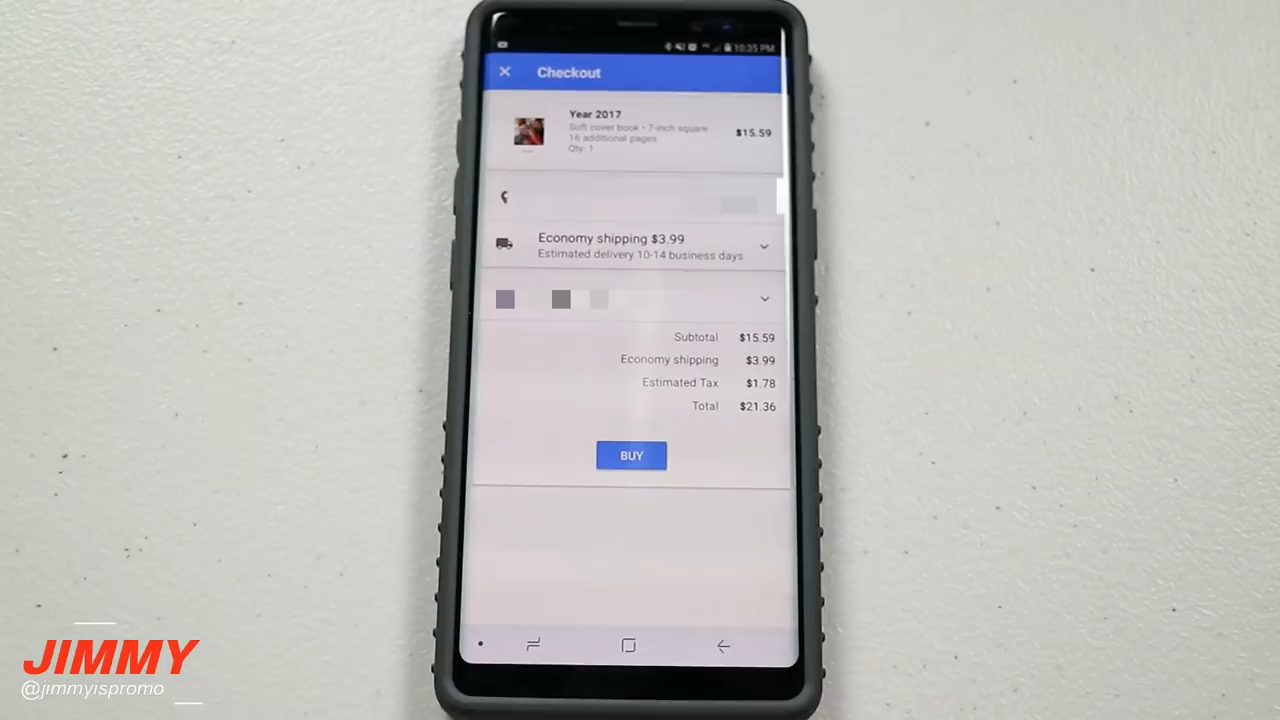 10:35 PM
Checkout
Year 2017
Soft cover book • 7-inch square
$15.59
16 additional pages
Qty: 1
Economy shipping $3.99
Estimated delivery 10-14 business days
Subtotal $15.59
Economy shipping $3.99
Estimated Tax $1.78
Total $21.36
BUY
JIMMY
@jimmyispromo